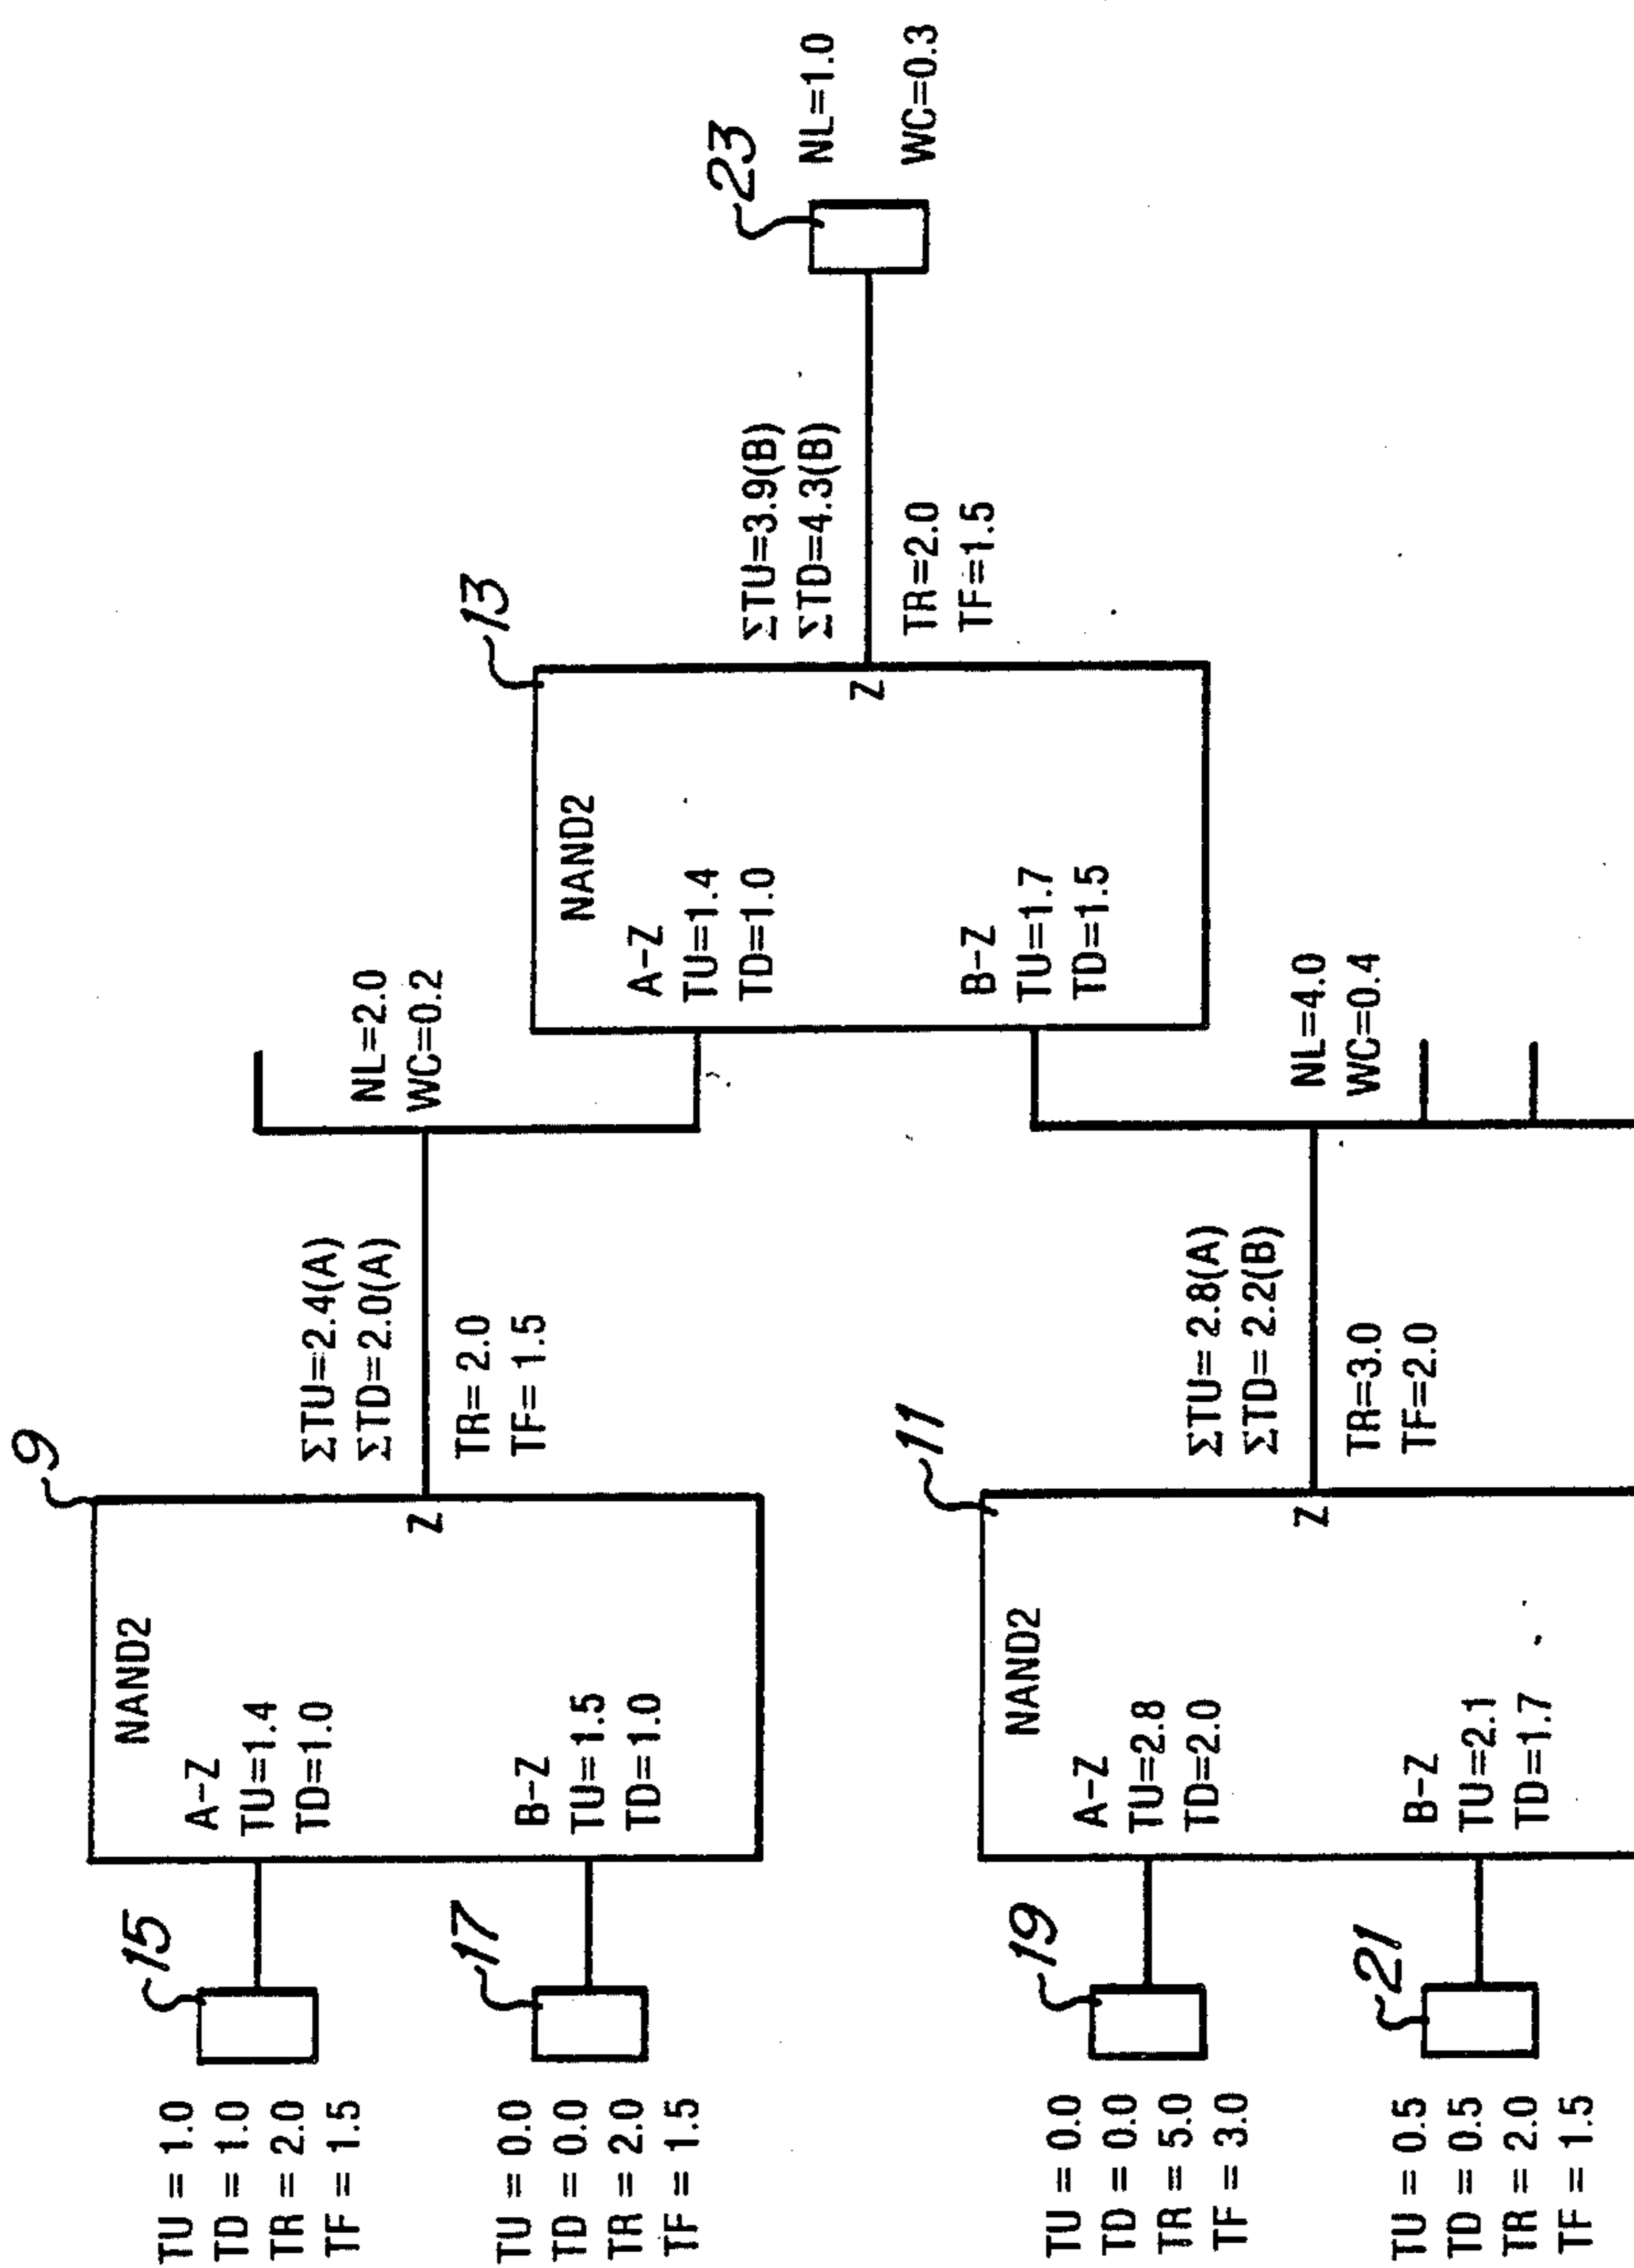 9
15
TU = 1.0
TD = 1.0
TR = 2.0
TF = 1.5
17
TU = 0.0
TD = 0.0
TR = 2.0
TF = 1.5
NAND2
A-Z
TU=1.4
TD=1.0
B-Z
TU=1.5
TD=1.0
Z
ΣTU=2.4(A)
ΣTD=2.0(A)
TR= 2.0
TF= 1.5
NL=2.0
WC=0.2
11
19
TU = 0.0
TD = 0.0
TR = 5.0
TF = 3.0
21
TU = 0.5
TD = 0.5
TR = 2.0
TF = 1.5
NAND2
A-Z
TU=2.8
TD=2.0
B-Z
TU=2.1
TD=1.7
Z
ΣTU= 2.8(A)
ΣTD= 2.2(B)
TR=3.0
TF=2.0
NL=4.0
WC=0.4
13
NAND2
A-Z
TU=1.4
TD=1.0
B-Z
TU=1.7
TD=1.5
Z
ΣTU=3.9(B)
ΣTD=4.3(B)
TR=2.0
TF=1.5
23
NL=1.0
WC=0.3